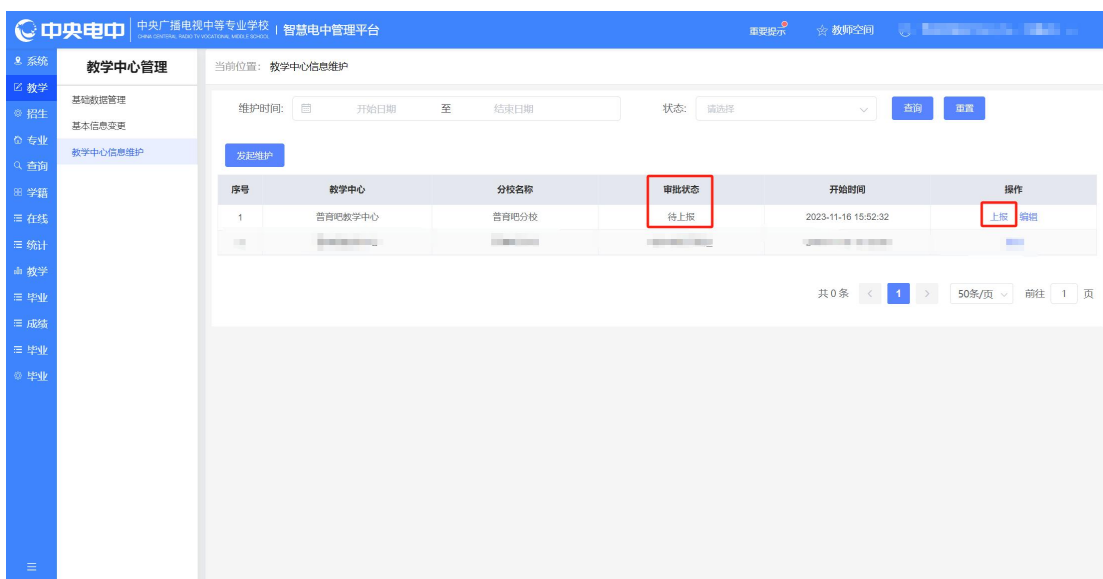 中央电中 中央广播电视中等专业学校 智慧电中管理平台 重要提示 教师空间
CHINA CENTERAL RADIO TV VOCATIONAL MIDDLE SCHOOL
系统
教学
招生
专业
查询
学籍
在线
统计
教学
毕业
成绩
毕业
毕业
教学中心管理
基础数据管理
基本信息变更
教学中心信息维护
当前位置: 教学中心信息维护
维护时间: 开始日期 至 结束日期 状态: 请选择 查询 重置
发起维护
序号 教学中心 分校名称 审批状态 开始时间 操作
1 普育吧教学中心 普育吧分校 待上报 2023-11-16 15:52:32 上报 编辑
共 0 条 < 1 > 50条/页 前往 1 页